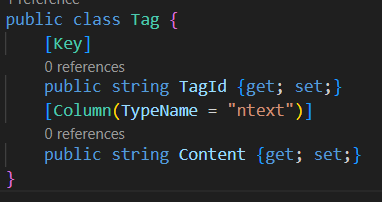 public class Tag {
[Key]
0 references
public string TagId {get; set;}
[Column(TypeName = "ntext")]
0 references
public string Content {get; set;}
}